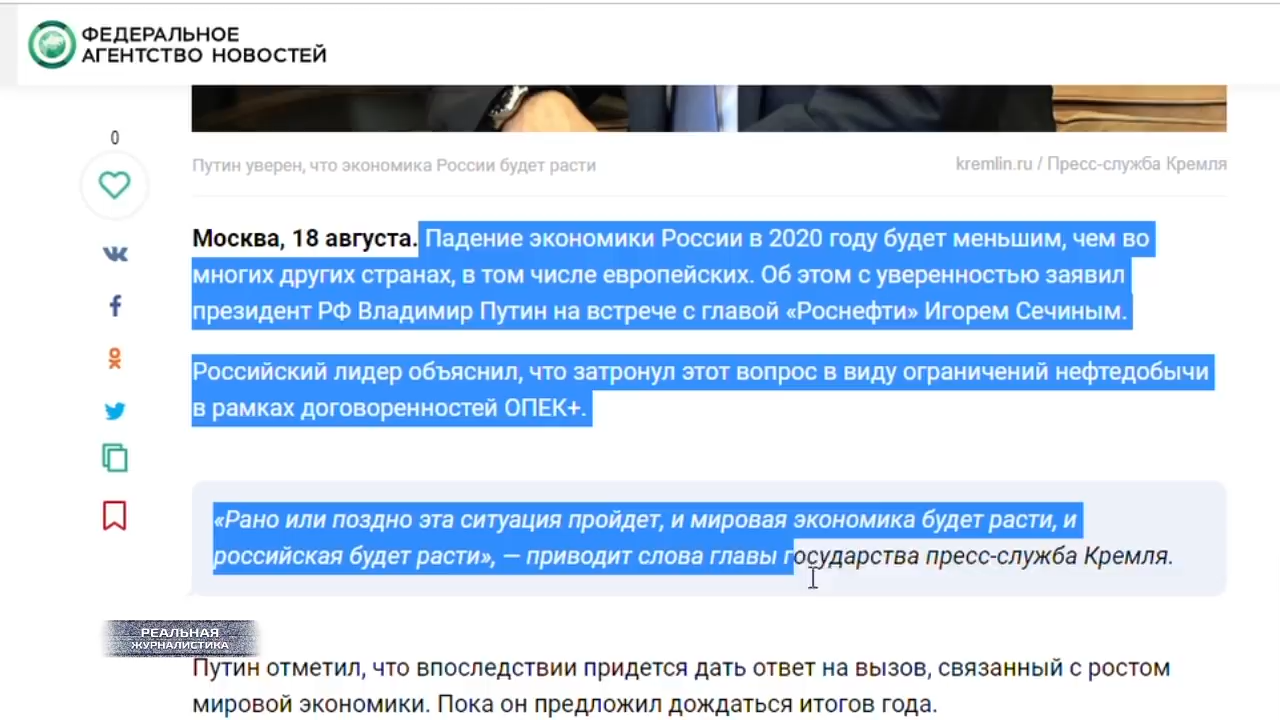 ФЕДЕРАЛЬНОЕ
АГЕНТСТВО НОВОСТЕЙ
0
Путин уверен, что экономика России будет расти
kremlin.ru / Пресс-служба Кремля
Москва, 18 августа. Падение экономики России в 2020 году будет меньшим, чем во
многих других странах, в том числе европейских. Об этом с уверенностью заявил
президент РФ Владимир Путин на встрече с главой «Роснефти» Игорем Сечиным.
Российский лидер объяснил, что затронул этот вопрос в виду ограничений нефтедобычи
в рамках договоренностей ОПЕК+.
«Рано или поздно эта ситуация пройдет, и мировая экономика будет расти, и
российская будет расти», — приводит слова главы государства пресс-служба Кремля.
РЕАЛЬНАЯ
ЖУРНАЛИСТИКА
Путин отметил, что впоследствии придется дать ответ на вызов, связанный с ростом
мировой экономики. Пока он предложил дождаться итогов года.